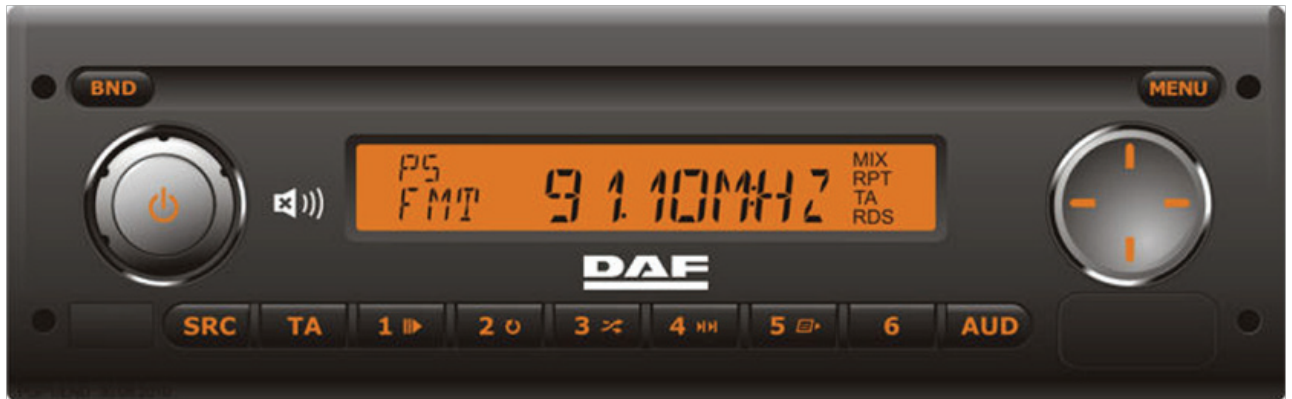 BND
MENU
PS
FMT 91.10MHZ
MIX
RPT
TA
RDS
DAF
SRC TA 1 2 3 4 5 6 AUD